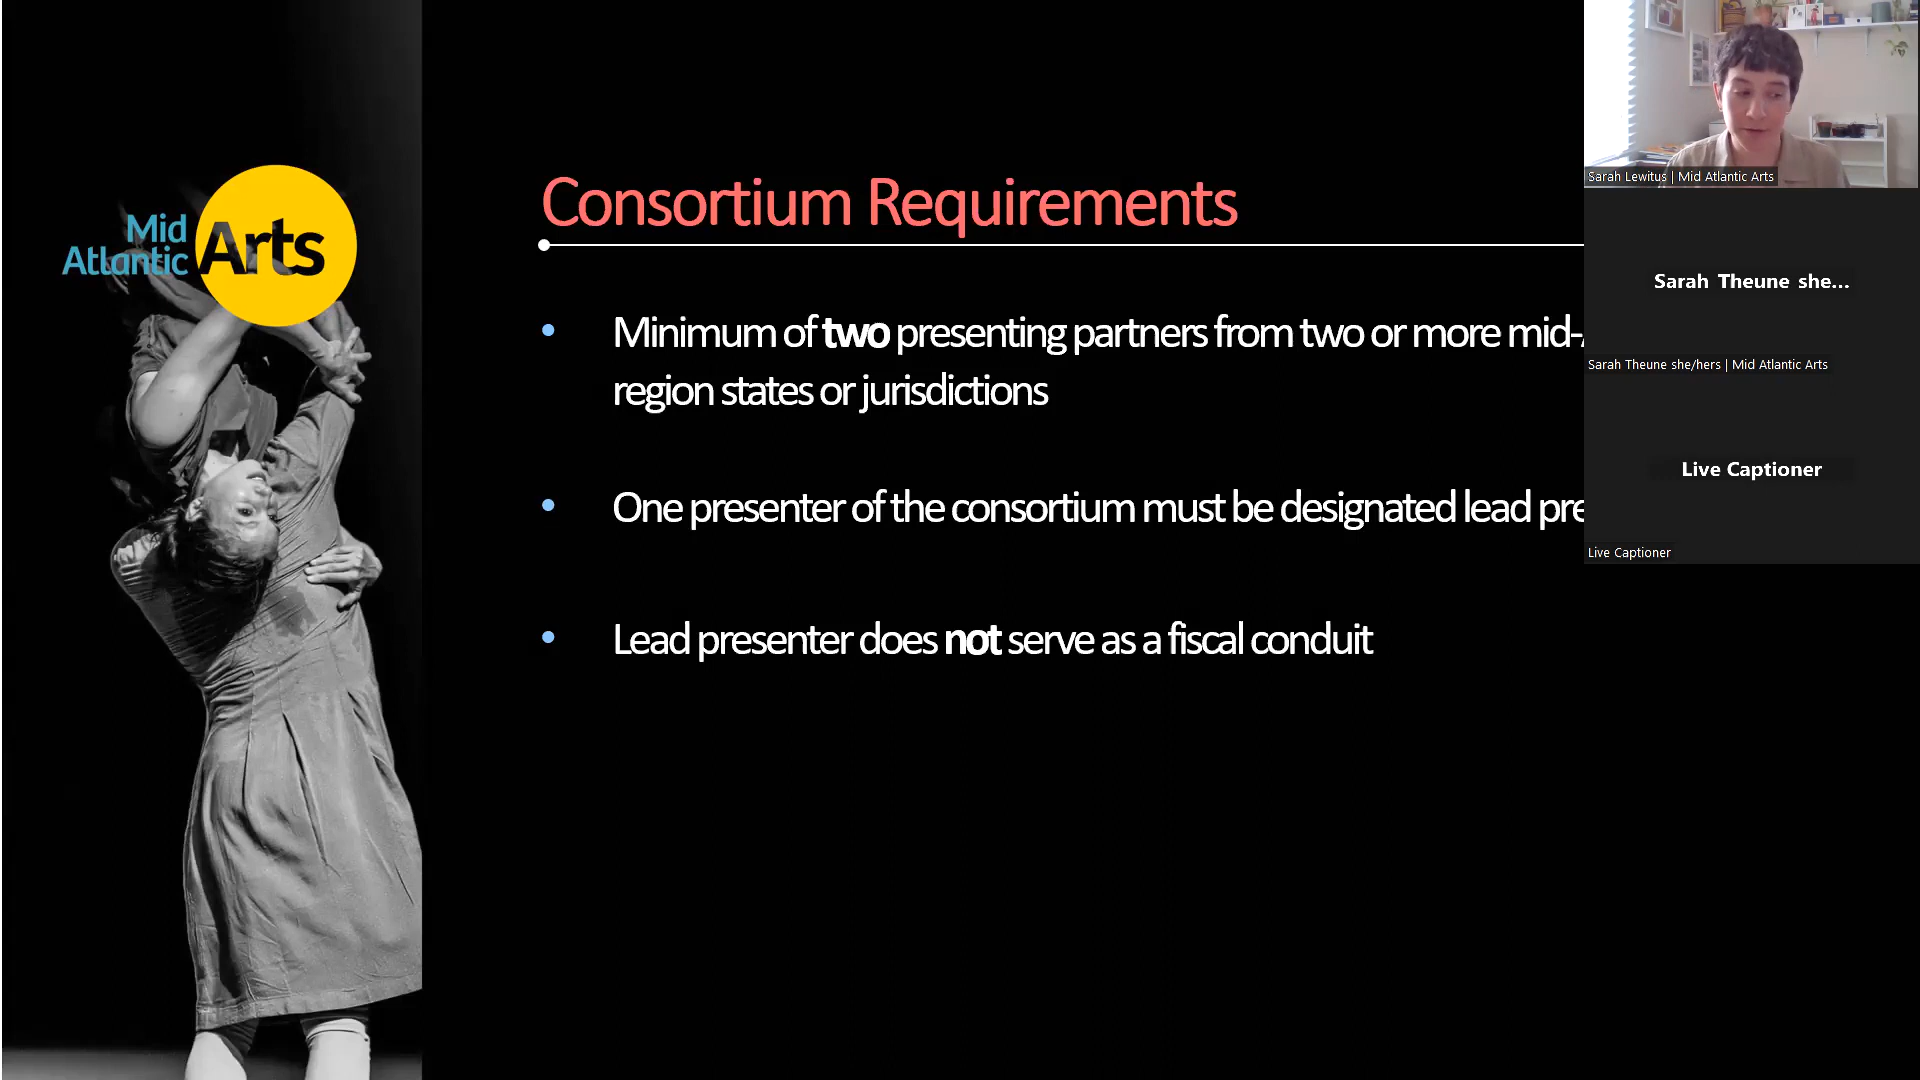 Mid
Atlantic
Arts
Consortium Requirements
Minimum of two presenting partners from two or more mid-
region states or jurisdictions
One presenter of the consortium must be designated lead
Lead presenter does not serve as a fiscal conduit
Sarah Lewitus | Mid Atlantic Arts
Sarah Theune she...
Sarah Theune she/hers | Mid Atlantic Arts
Live Captioner
Live Captioner